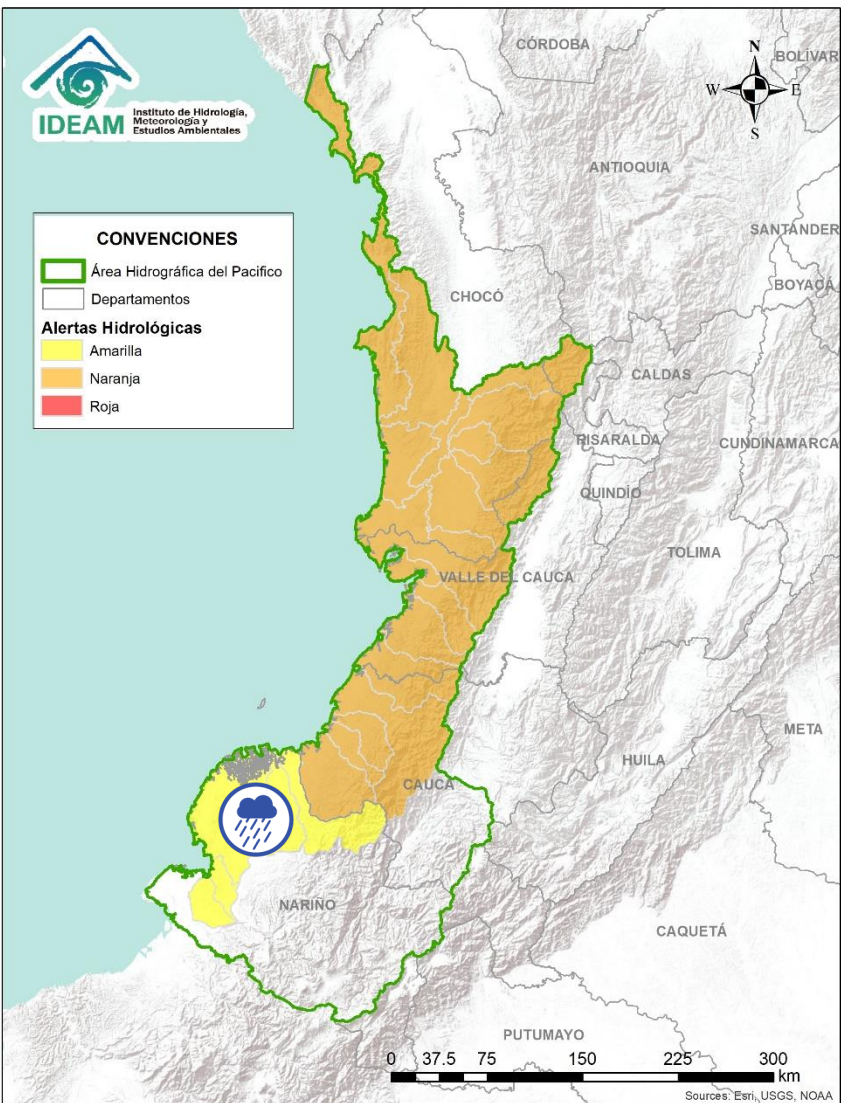 IDEAM
Instituto de Hidrología,
Meteorología y
Estudios Ambientales
CÓRDOBA
BOLÍVAR
N
W
E
S
ANTIOQUIA
SANTANDER
BOYACÁ
CONVENCIONES
Área Hidrográfica del Pacifico
Departamentos
Alertas Hidrológicas
Amarilla
Naranja
Roja
CHOCÓ
CALDAS
RISARALDA
CUNDINAMARCA
QUINDÍO
TOLIMA
VALLE DEL CAUCA
META
HUILA
CAUCA
NARIÑO
CAQUETÁ
PUTUMAYO
0 37.5 75 150 225 300
km
Sources: Esri, USGS, NOAA